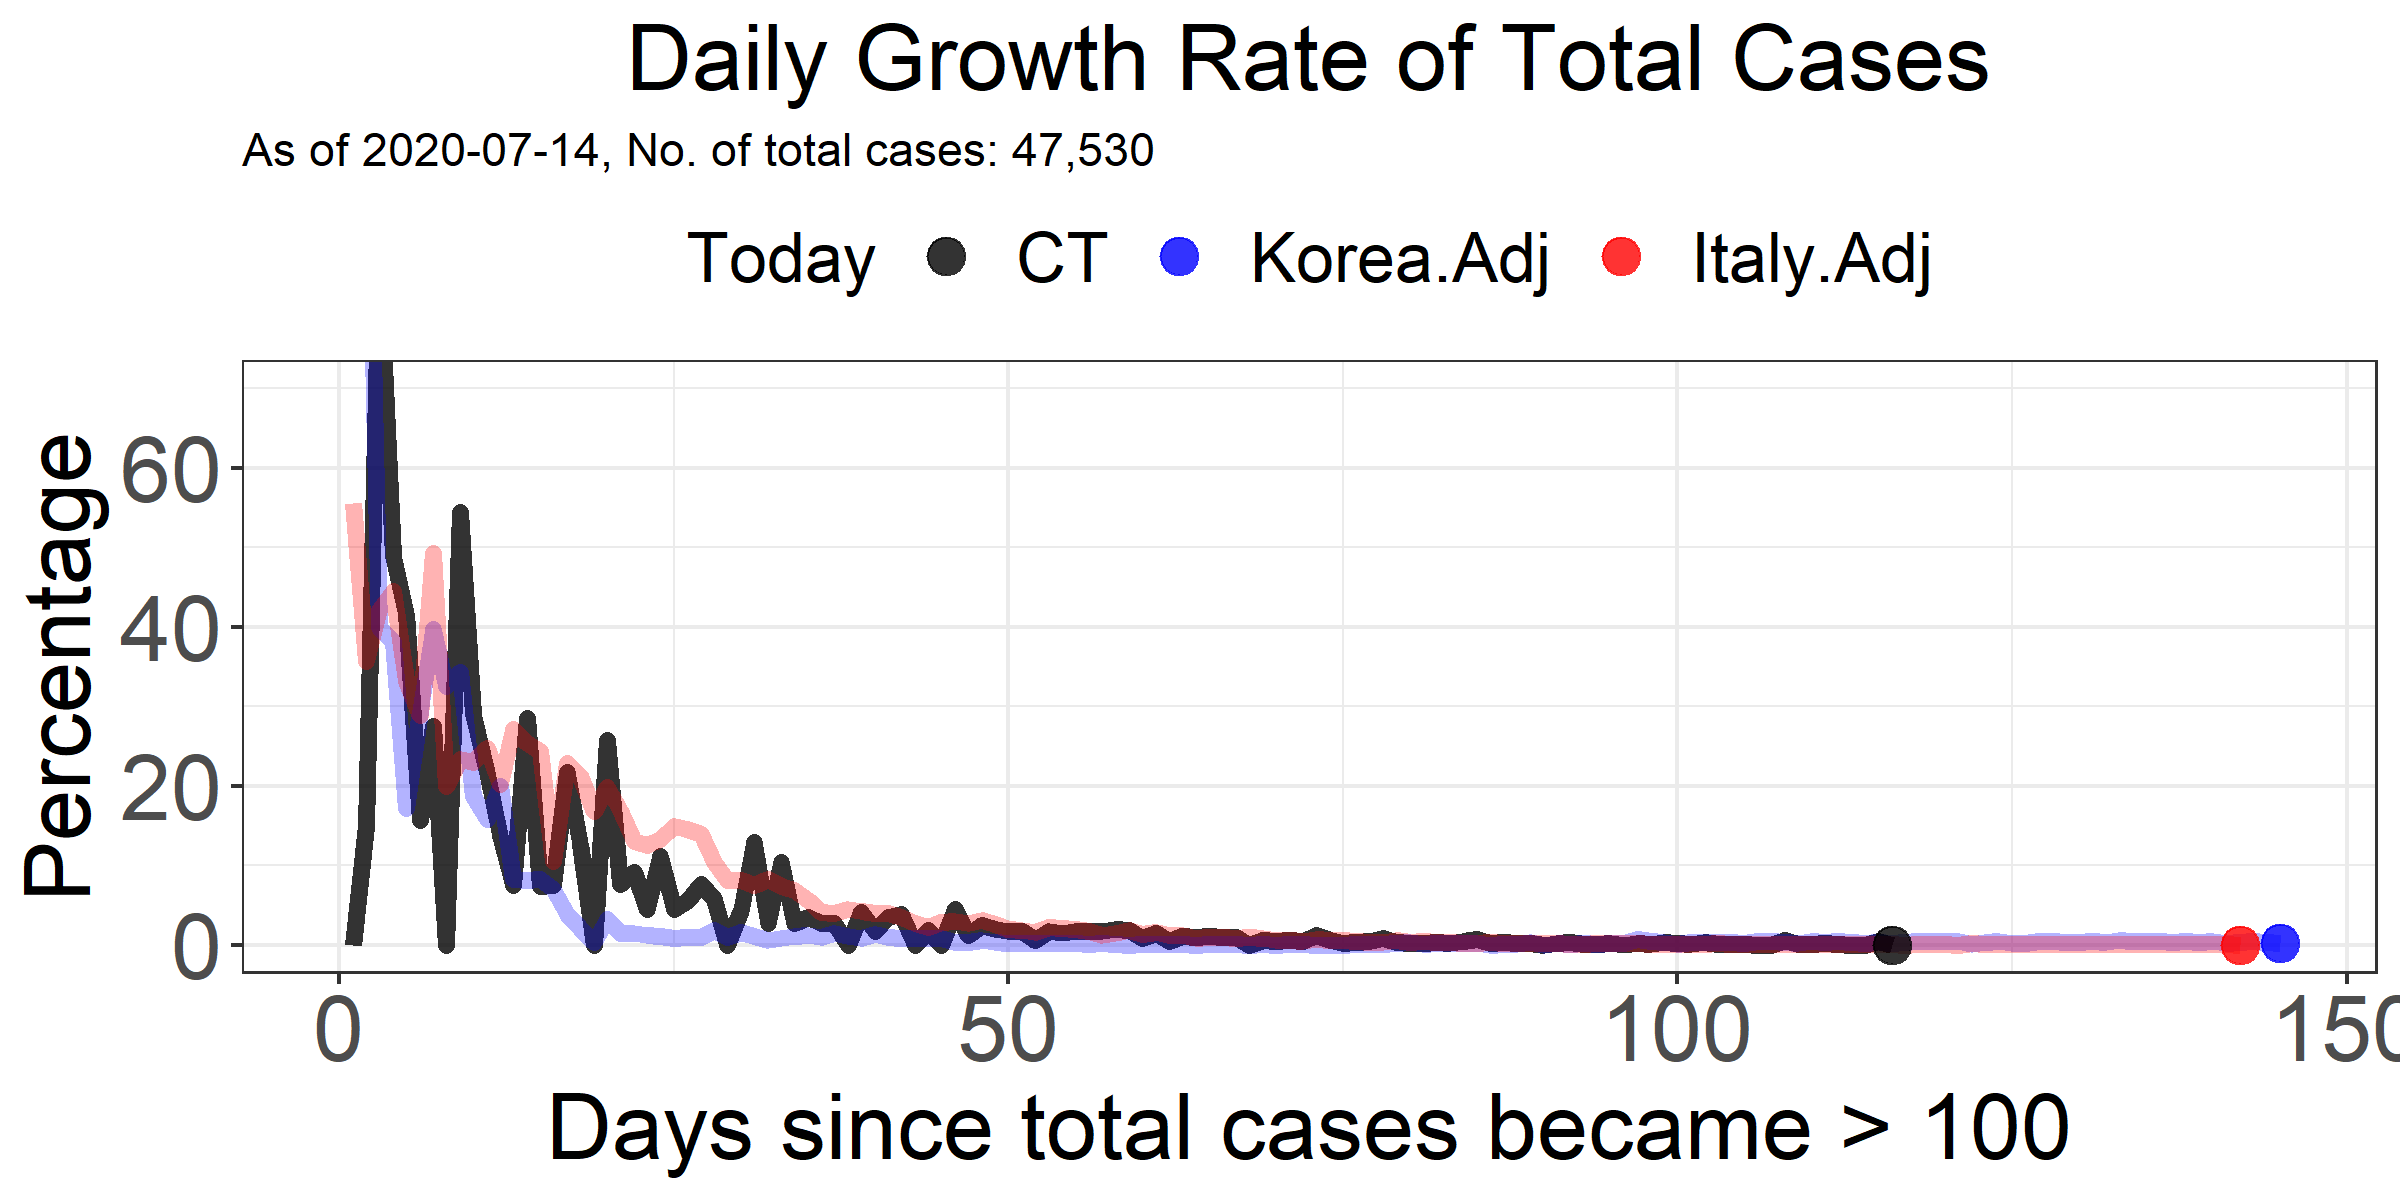 Daily Growth Rate of Total Cases
As of 2020-07-14, No. of total cases: 47,530
Today CT Korea.Adj Italy.Adj
Percentage
60
40
20
0
0 50 100 150
Days since total cases became > 100